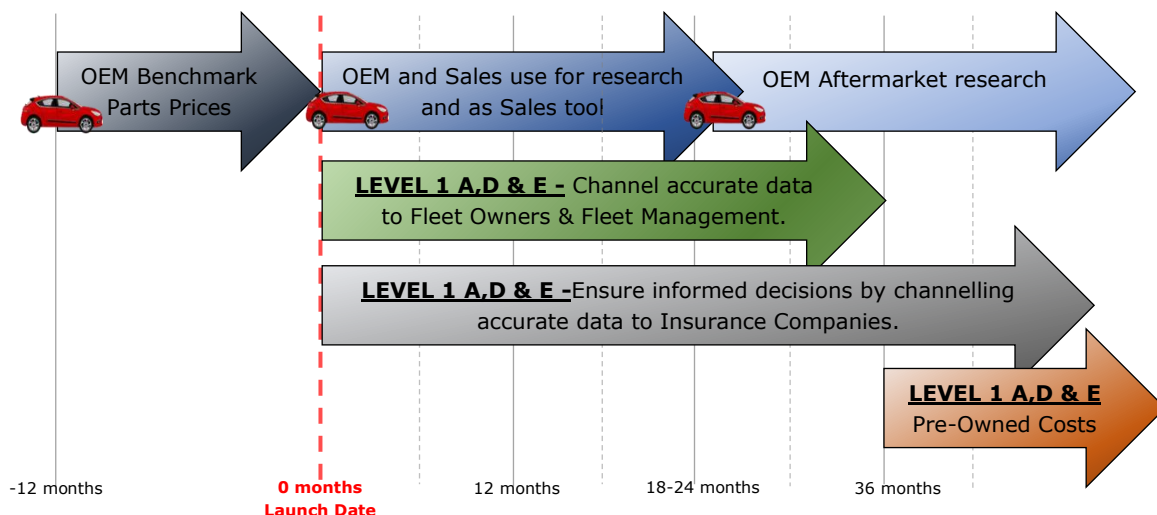 OEM Benchmark
Parts Prices
OEM and Sales use for research
and as Sales tool
OEM Aftermarket research
LEVEL 1 A,D & E - Channel accurate data
to Fleet Owners & Fleet Management.
LEVEL 1 A,D & E -Ensure informed decisions by channelling
accurate data to Insurance Companies.
LEVEL 1 A,D & E
Pre-Owned Costs
-12 months
0 months
Launch Date
12 months
18-24 months
36 months